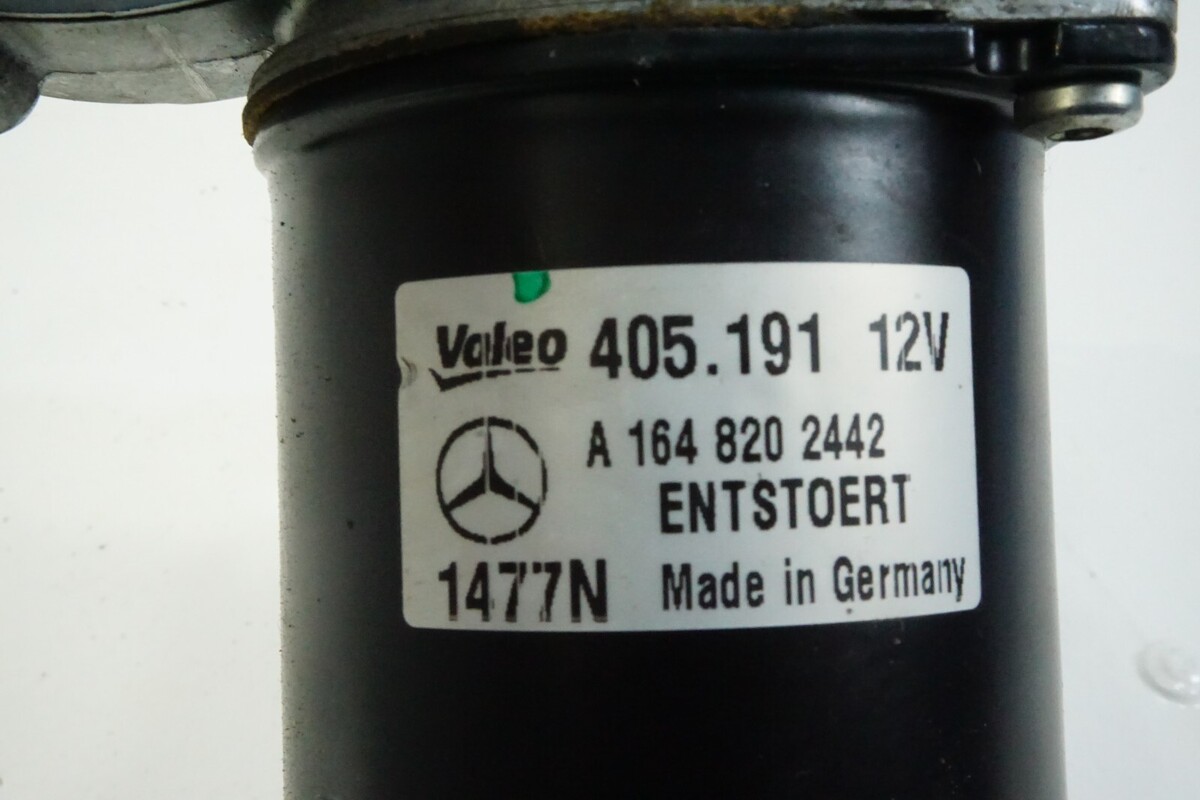 Valeo 405.191 12V
A 164 820 2442
ENTSTOERT
1477N Made in Germany